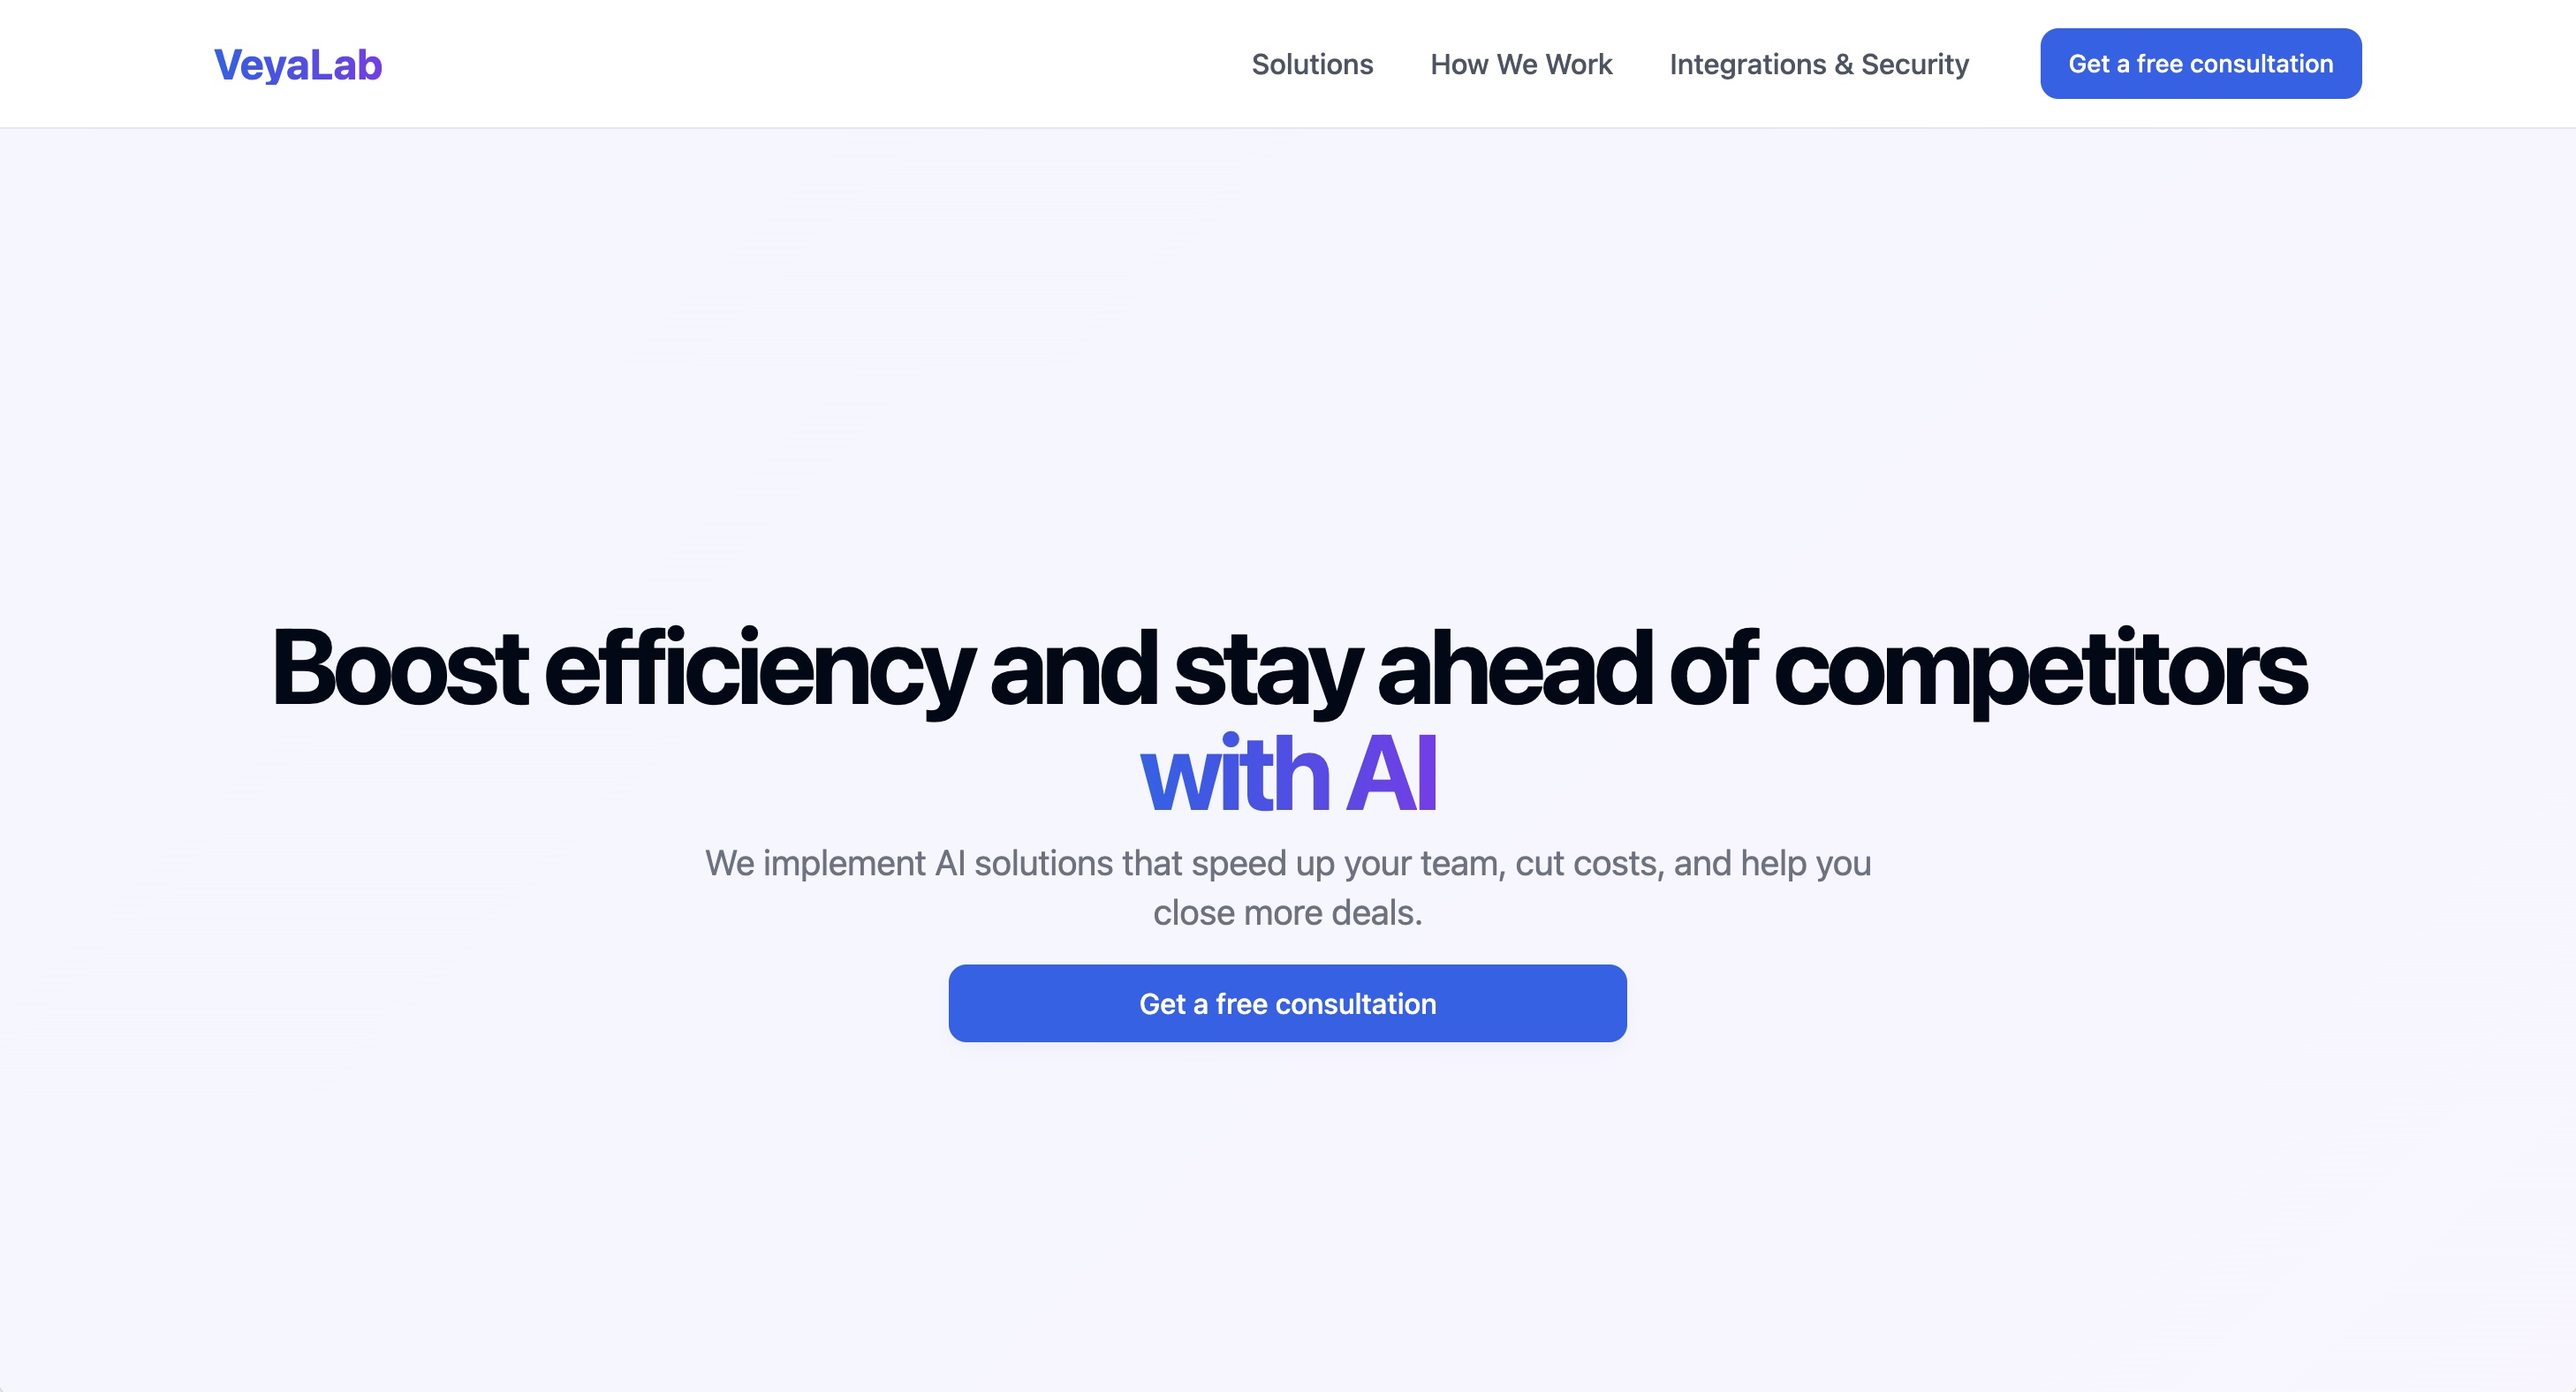 VeyaLab
Solutions
How We Work
Integrations & Security
Get a free consultation
Boost efficiency and stay ahead of competitors
with AI
We implement AI solutions that speed up your team, cut costs, and help you
close more deals.
Get a free consultation